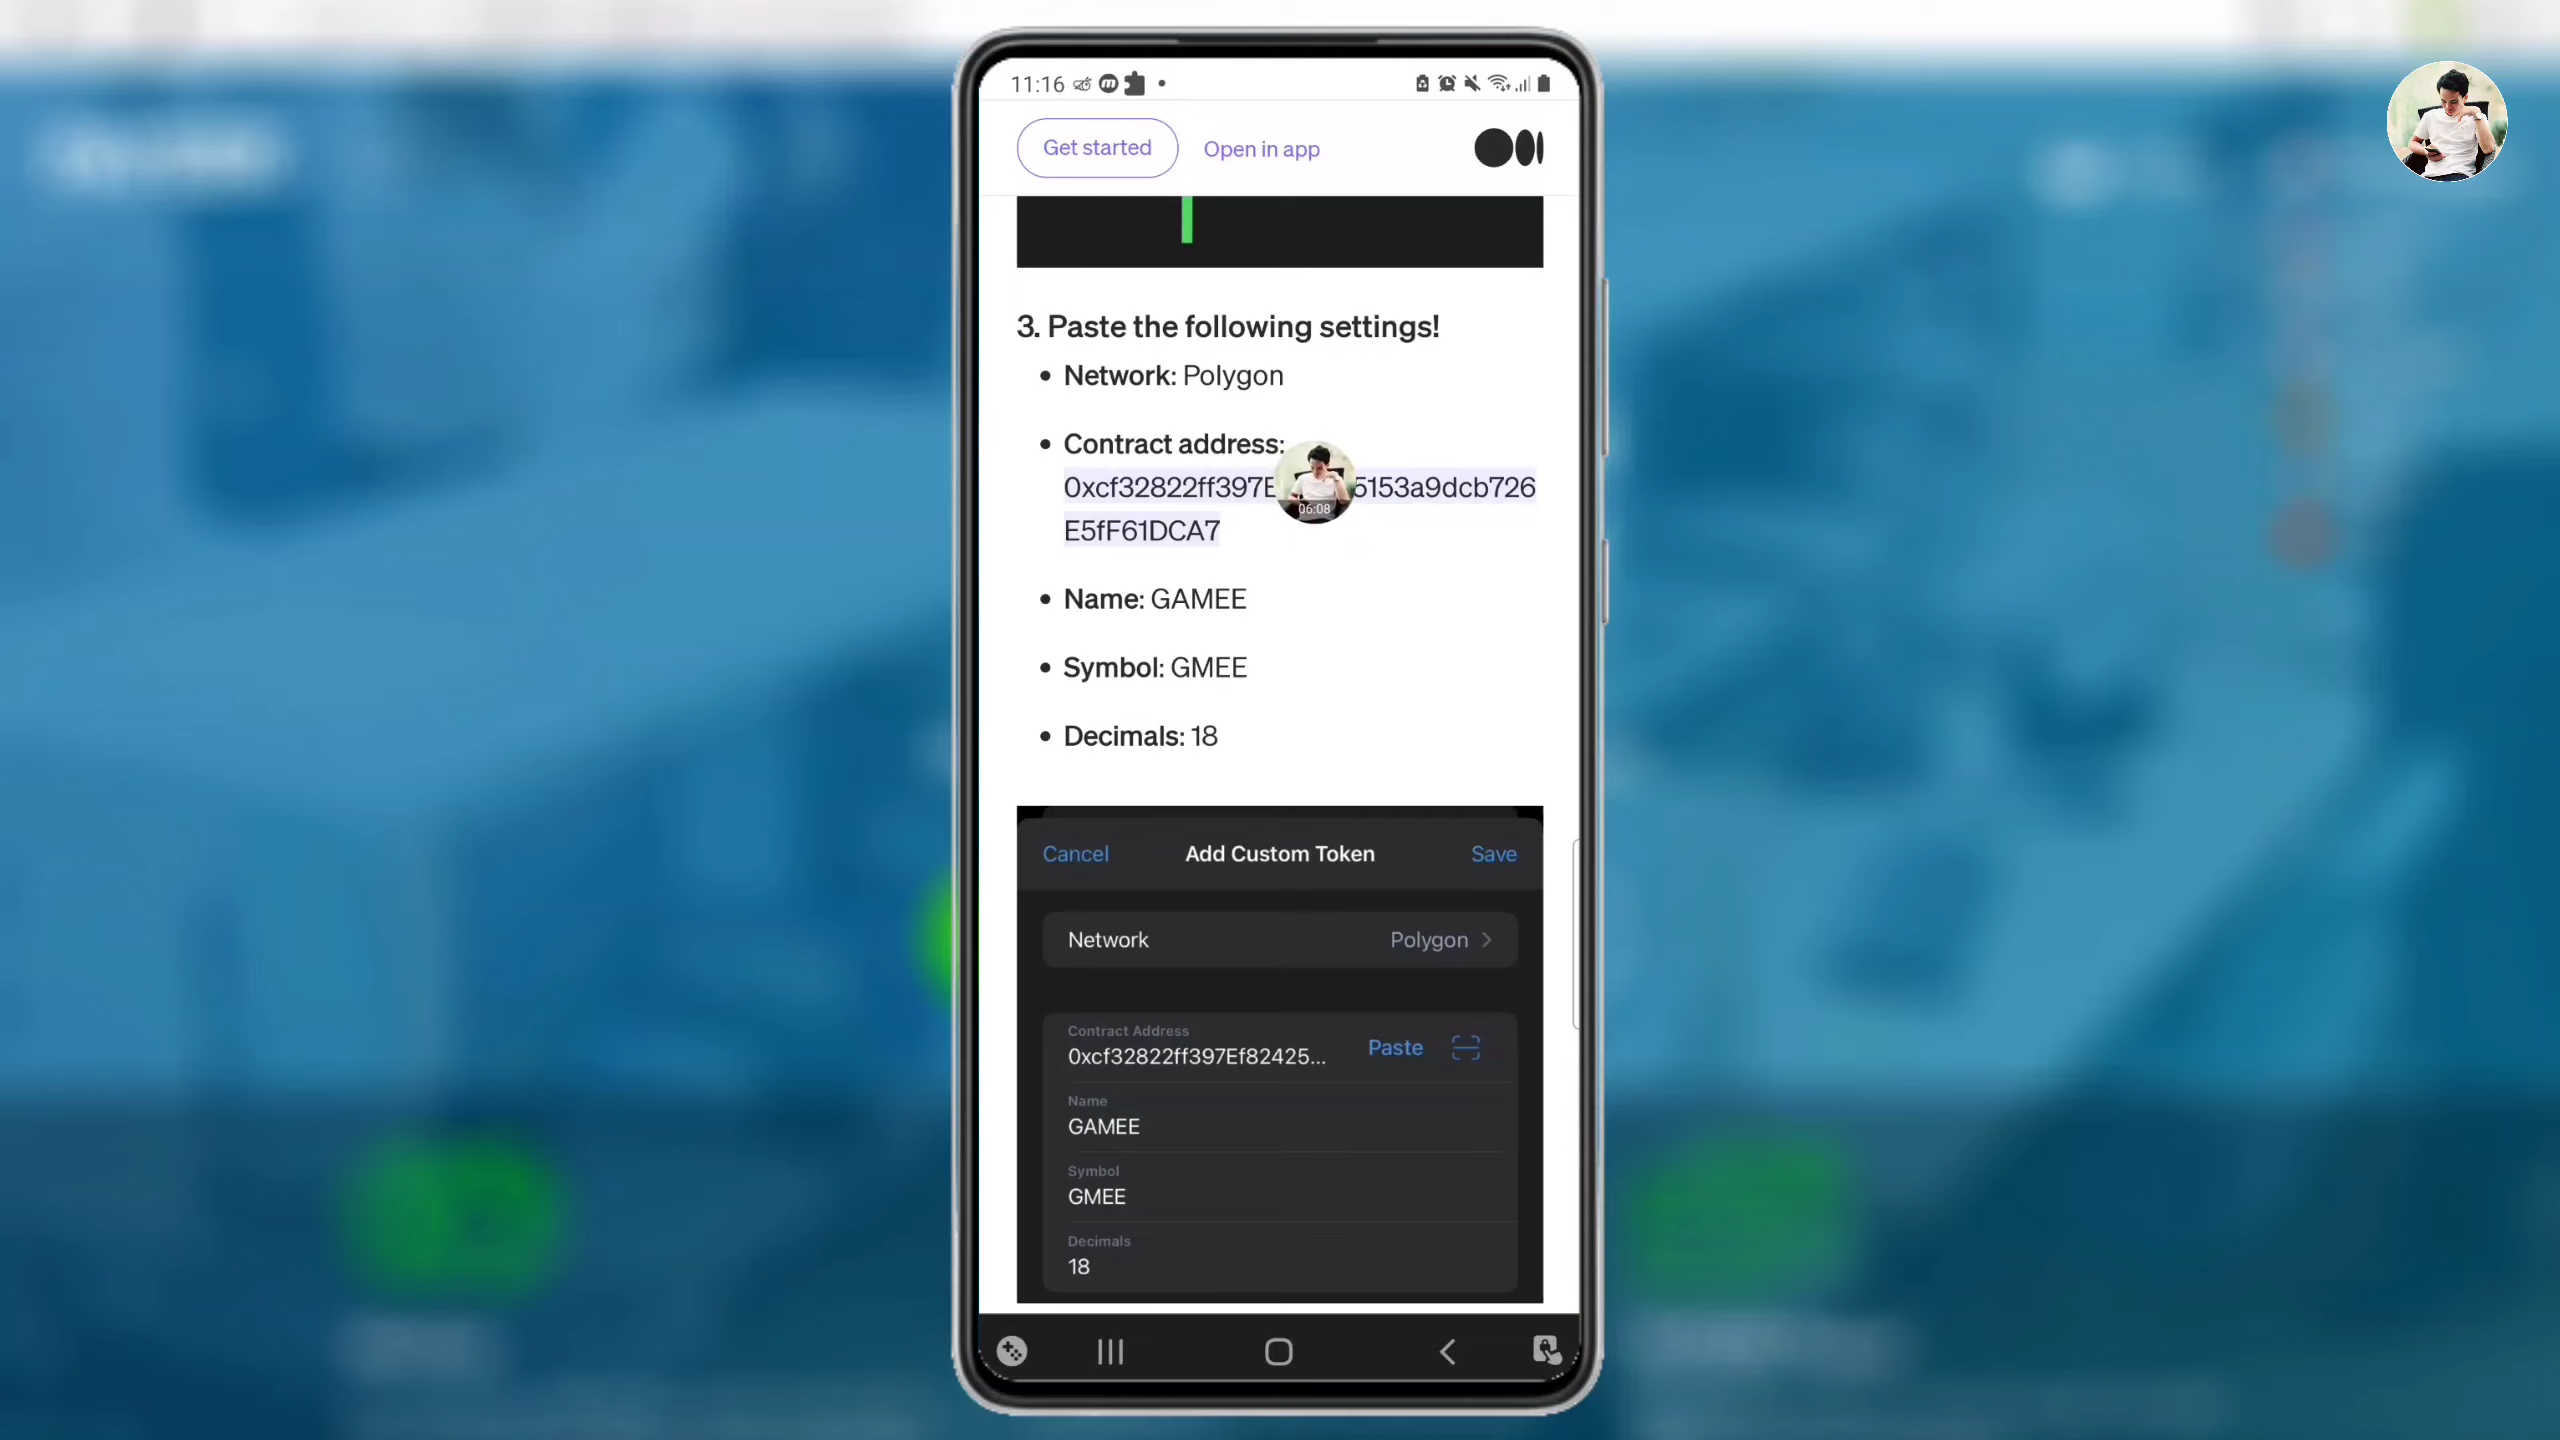 11:16
Get started
Open in app
3. Paste the following settings!
• Network: Polygon
• Contract address:
0xcf32822ff397E 5153a9dcb726
06:08
E5fF61DCA7
• Name: GAMEE
• Symbol: GMEE
• Decimals: 18
Cancel Add Custom Token Save
Network Polygon
Contract Address
0xcf32822ff397Ef82425... Paste
Name
GAMEE
Symbol
GMEE
Decimals
18